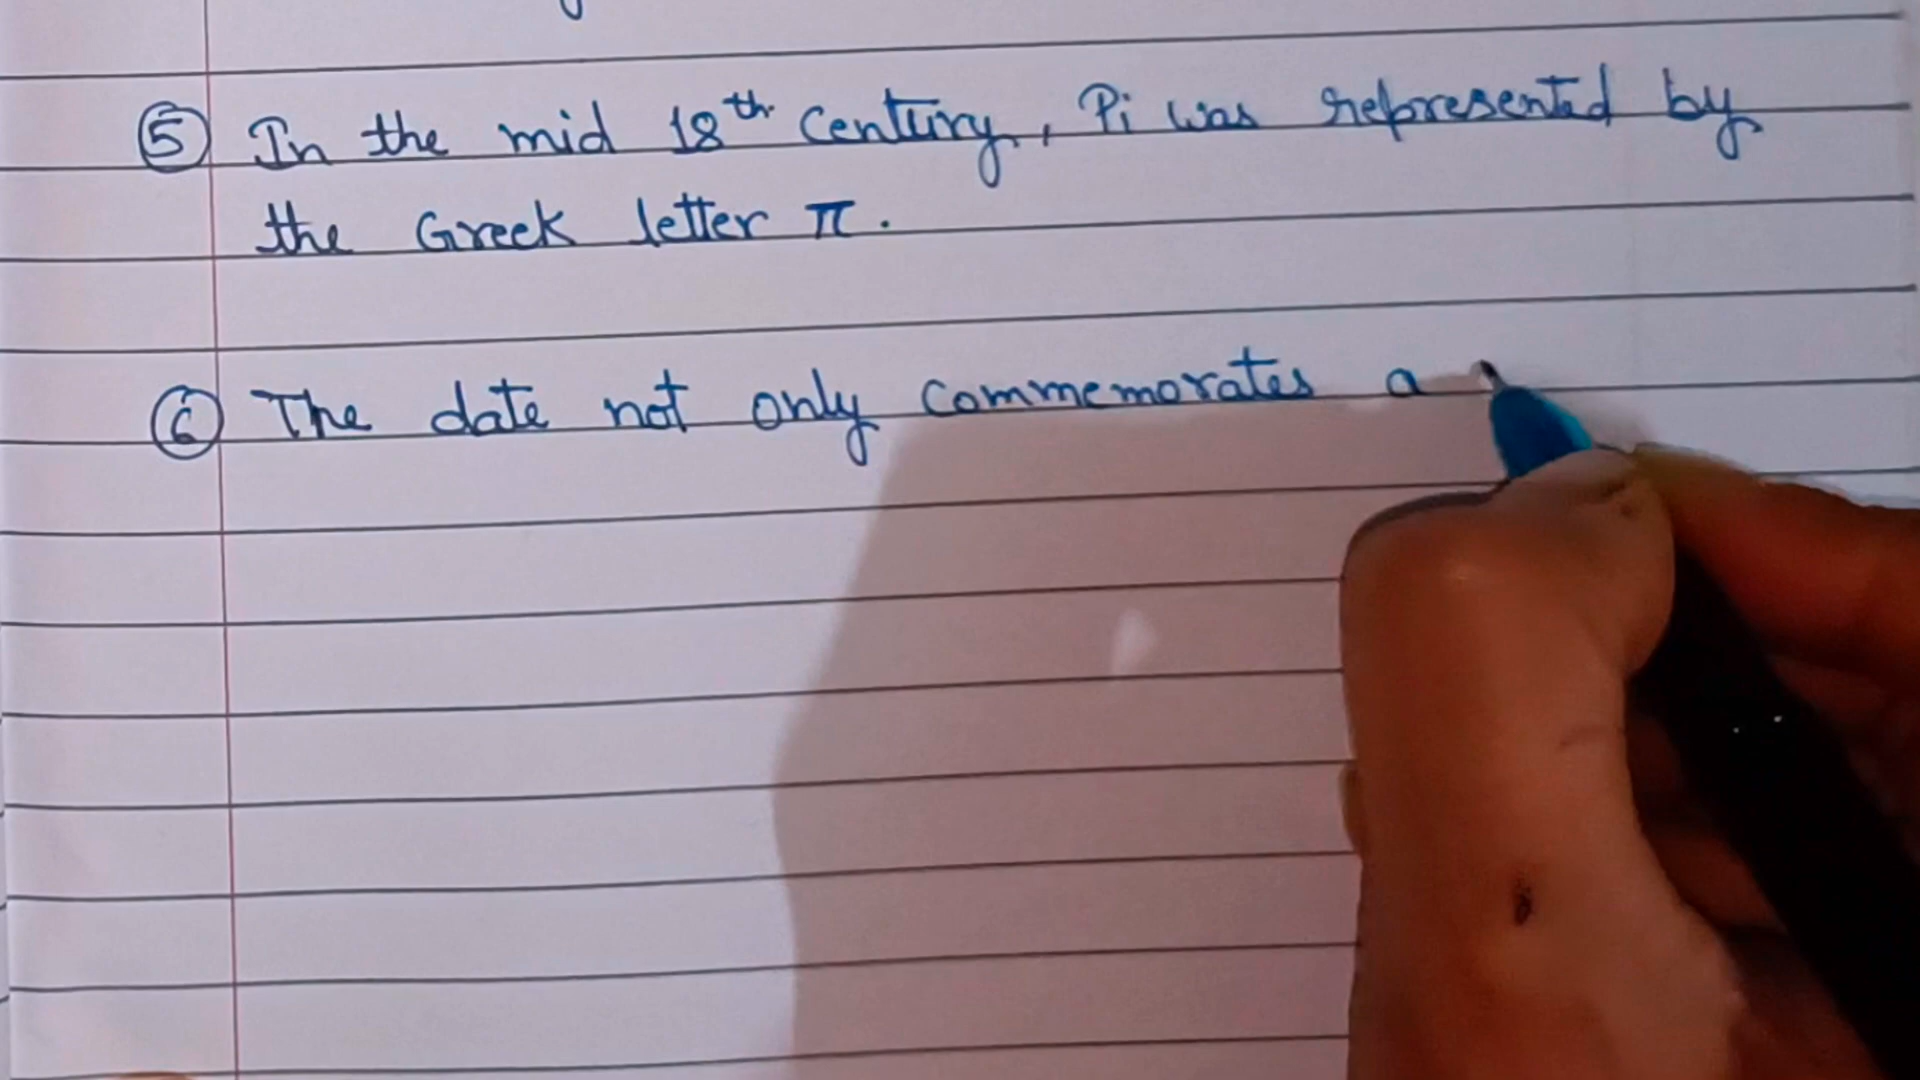 ⑤ In the mid 18th century, Pi was represented by
the Greek letter π.
⑥ The date not only commemorates a